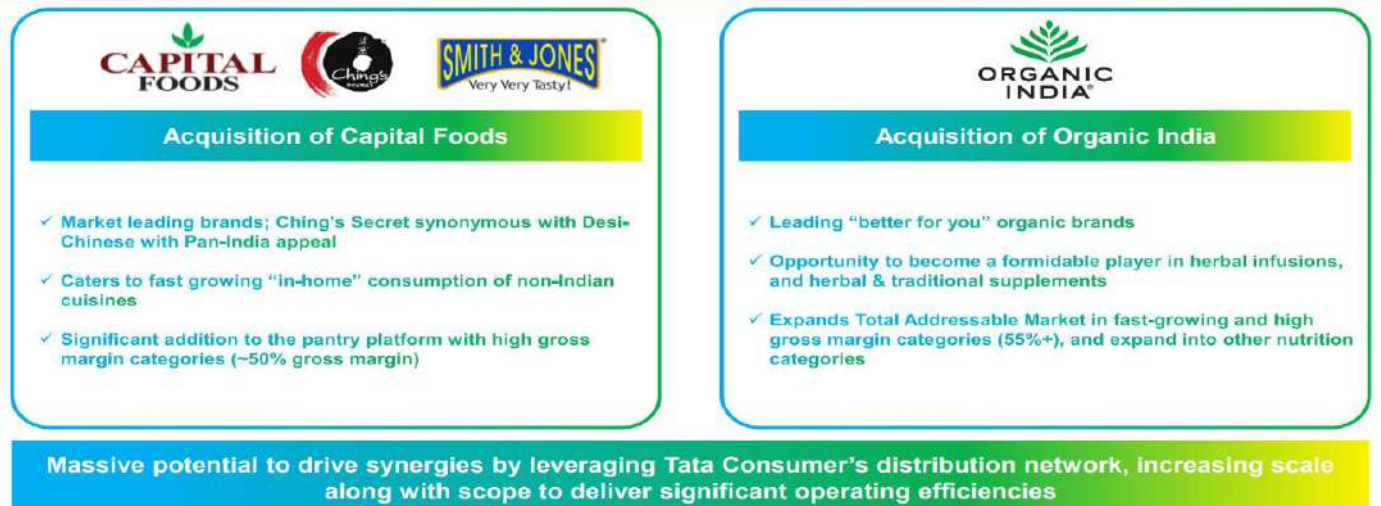 CAPITAL
FOODS
Ching's
SECRET
SMITH & JONES
Very Very Tasty!
Acquisition of Capital Foods
✓ Market leading brands; Ching's Secret synonymous with Desi-
Chinese with Pan-India appeal
✓ Caters to fast growing “in-home” consumption of non-Indian
cuisines
✓ Significant addition to the pantry platform with high gross
margin categories (~50% gross margin)
ORGANIC
INDIA®
Acquisition of Organic India
✓ Leading “better for you” organic brands
✓ Opportunity to become a formidable player in herbal infusions,
and herbal & traditional supplements
✓ Expands Total Addressable Market in fast-growing and high
gross margin categories (55%+), and expand into other nutrition
categories
Massive potential to drive synergies by leveraging Tata Consumer's distribution network, increasing scale
along with scope to deliver significant operating efficiencies